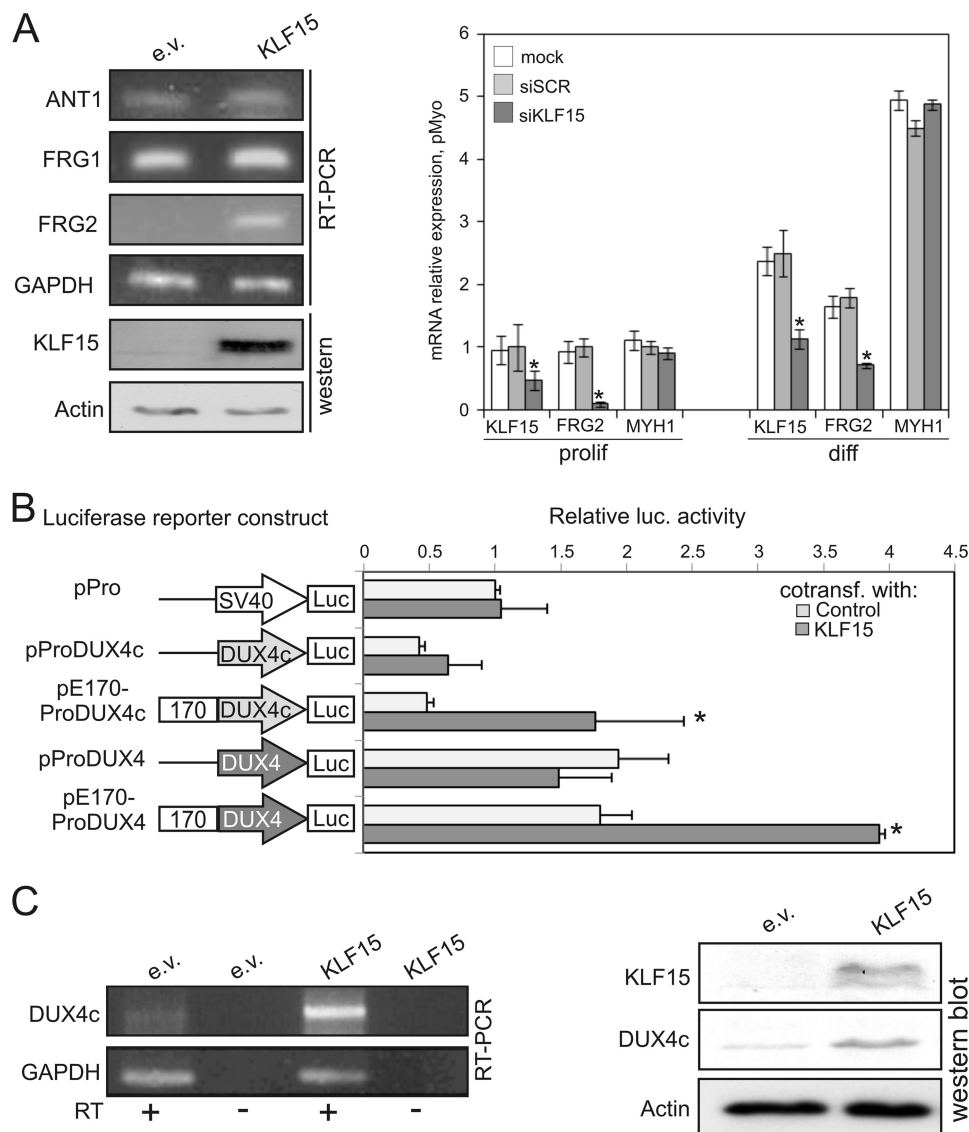 A
e.v. KLF15
ANT1
FRG1
FRG2
GAPDH
RT-PCR
KLF15
Actin
western
mRNA relative expression, pMyo
6
5
4
3
2
1
0
mock
siSCR
siKLF15
* * * *
KLF15 FRG2 MYH1 KLF15 FRG2 MYH1
prolif diff
B
Luciferase reporter construct
Relative luc. activity
0 0.5 1 1.5 2 2.5 3 3.5 4 4.5
cotransf. with:
Control
KLF15
pPro SV40 Luc
pProDUX4c DUX4c Luc
pE170-
ProDUX4c 170 DUX4c Luc *
pProDUX4 DUX4 Luc
pE170-
ProDUX4 170 DUX4 Luc *
C
e.v. e.v. KLF15 KLF15
DUX4c
GAPDH
RT + - + -
RT-PCR
e.v. KLF15
KLF15
DUX4c
Actin
western blot